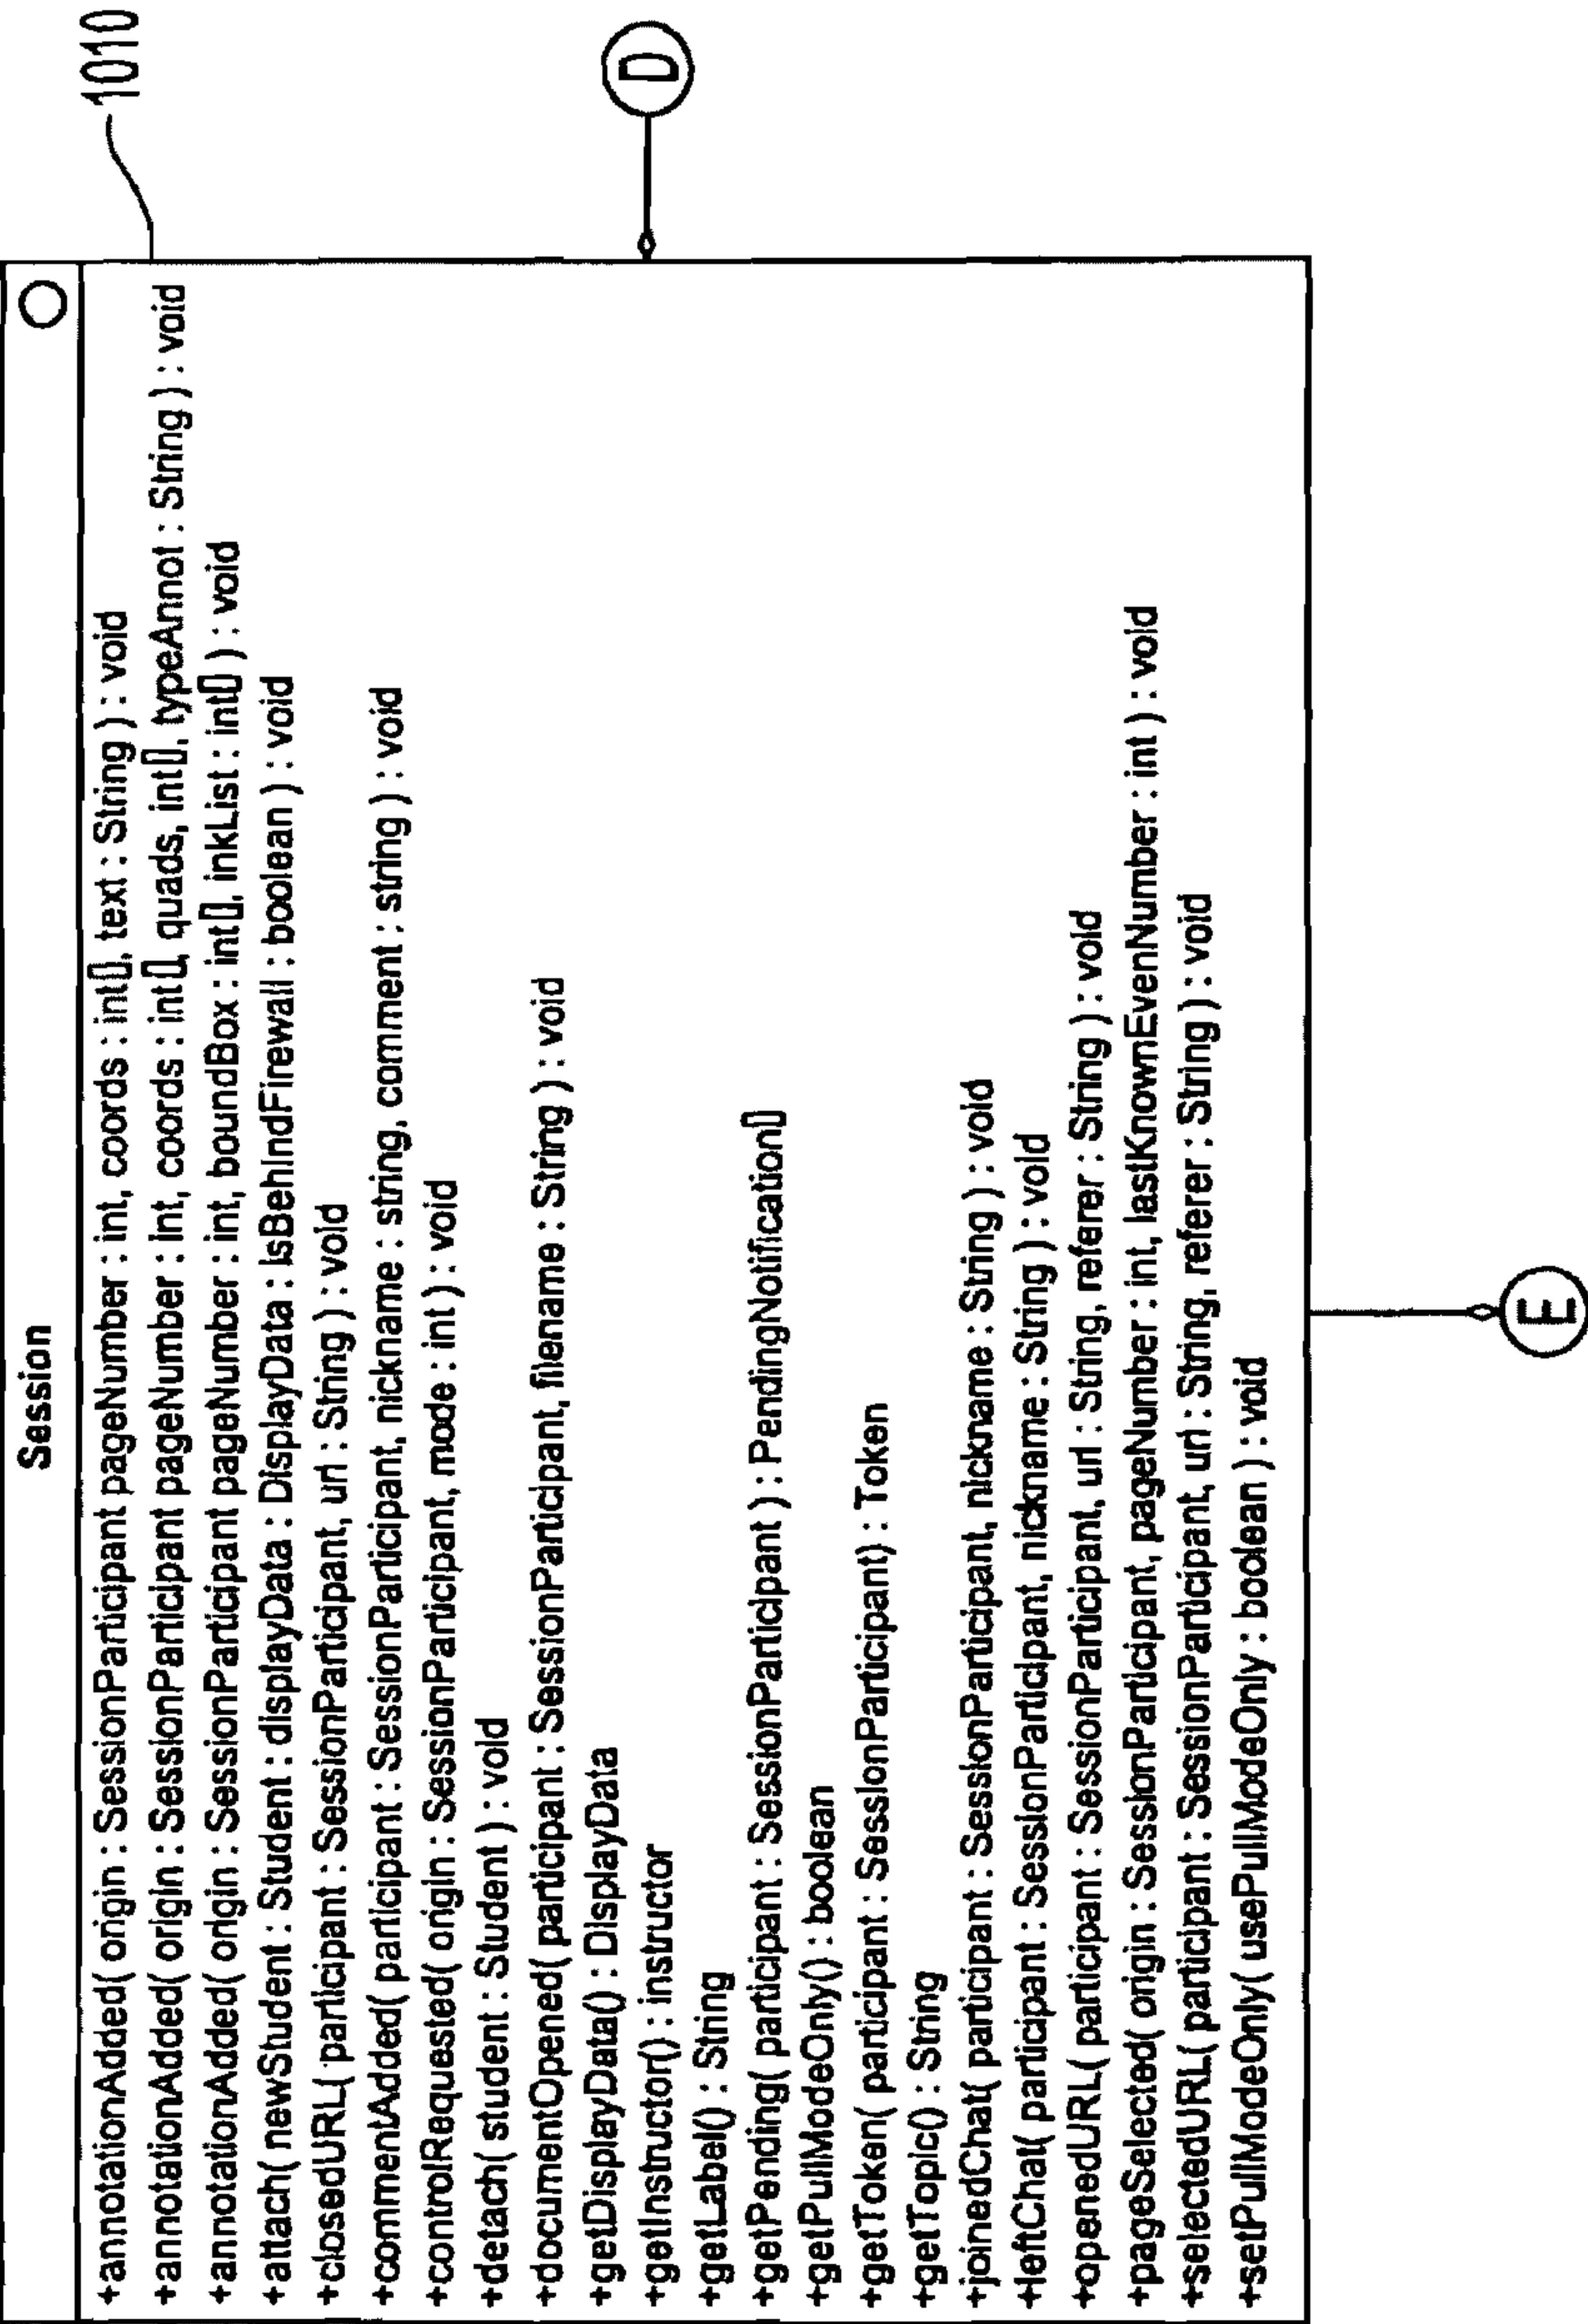 Session
+annotationAdded( origin : SessionParticipant pageNumber : int, coords : int[], text : String ) : void
+annotationAdded( origin : SessionParticipant pageNumber : int, coords : int[], quads, int[], typeAnnot : String ) : void
+annotationAdded( origin : SessionParticipant pageNumber : int, boundBox : int[], inkList : int[] ) : void
+attach( newStudent : Student : displayData : DisplayData : IsBehindFirewall : boolean ) : void
+closedURL( participant : SessionParticipant, url : String ) : void
+commentAdded( participant : SessionParticipant, nickname : string, comment : string ) : void
+controlRequested( origin : SessionParticipant, mode : int ) : void
+detach( student : Student ) : void
+documentOpened( participant : SessionParticipant, filename : String ) : void
+getDisplayData() : DisplayData
+getInstructor() : instructor
+getLabel() : String
+getPending( participant : SessionParticipant ) : PendingNotification[]
+getPullModeOnly() : boolean
+getToken( participant : SessionParticipant) : Token
+getTopic() : String
+joinedChat( participant : SessionParticipant, nickname : String ) : void
+leftChat( participant : SessionParticipant, nickname : String ) : void
+openedURL( participant : SessionParticipant, url : String, referer : String ) : void
+pageSelected( origin : SessionParticipant, pageNumber : int, lastKnownEvenNumber : int ) : void
+selectedURL( participant : SessionParticipant, url : String, referer : String ) : void
+setPullModeOnly( usePullModeOnly : boolean ) : void
1010
D
E